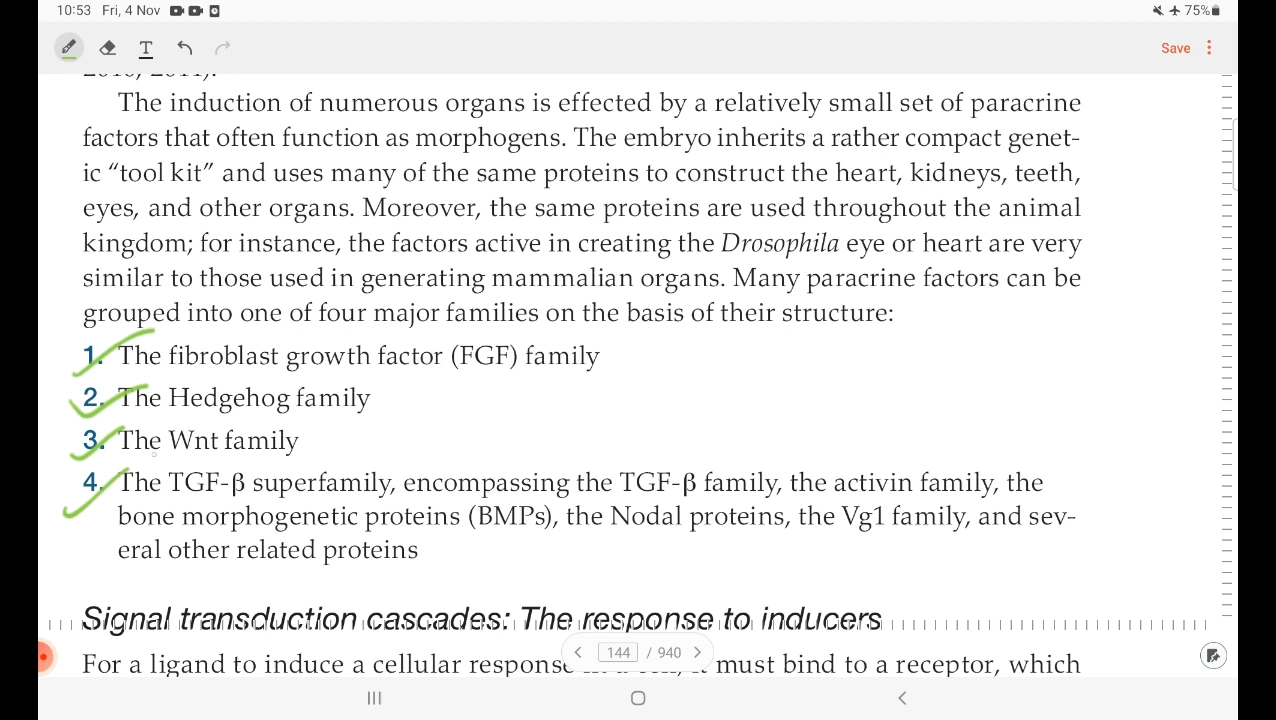 10:53 Fri, 4 Nov 75%
T Save
2010, 2011).
The induction of numerous organs is effected by a relatively small set of paracrine
factors that often function as morphogens. The embryo inherits a rather compact genet-
ic “tool kit” and uses many of the same proteins to construct the heart, kidneys, teeth,
eyes, and other organs. Moreover, the same proteins are used throughout the animal
kingdom; for instance, the factors active in creating the Drosophila eye or heart are very
similar to those used in generating mammalian organs. Many paracrine factors can be
grouped into one of four major families on the basis of their structure:
1. The fibroblast growth factor (FGF) family
2. The Hedgehog family
3. The Wnt family
4. The TGF-β superfamily, encompassing the TGF-β family, the activin family, the
bone morphogenetic proteins (BMPs), the Nodal proteins, the Vg1 family, and sev-
eral other related proteins
Signal transduction cascades: The response to inducers
144 / 940
For a ligand to induce a cellular response in a cell, it must bind to a receptor, which